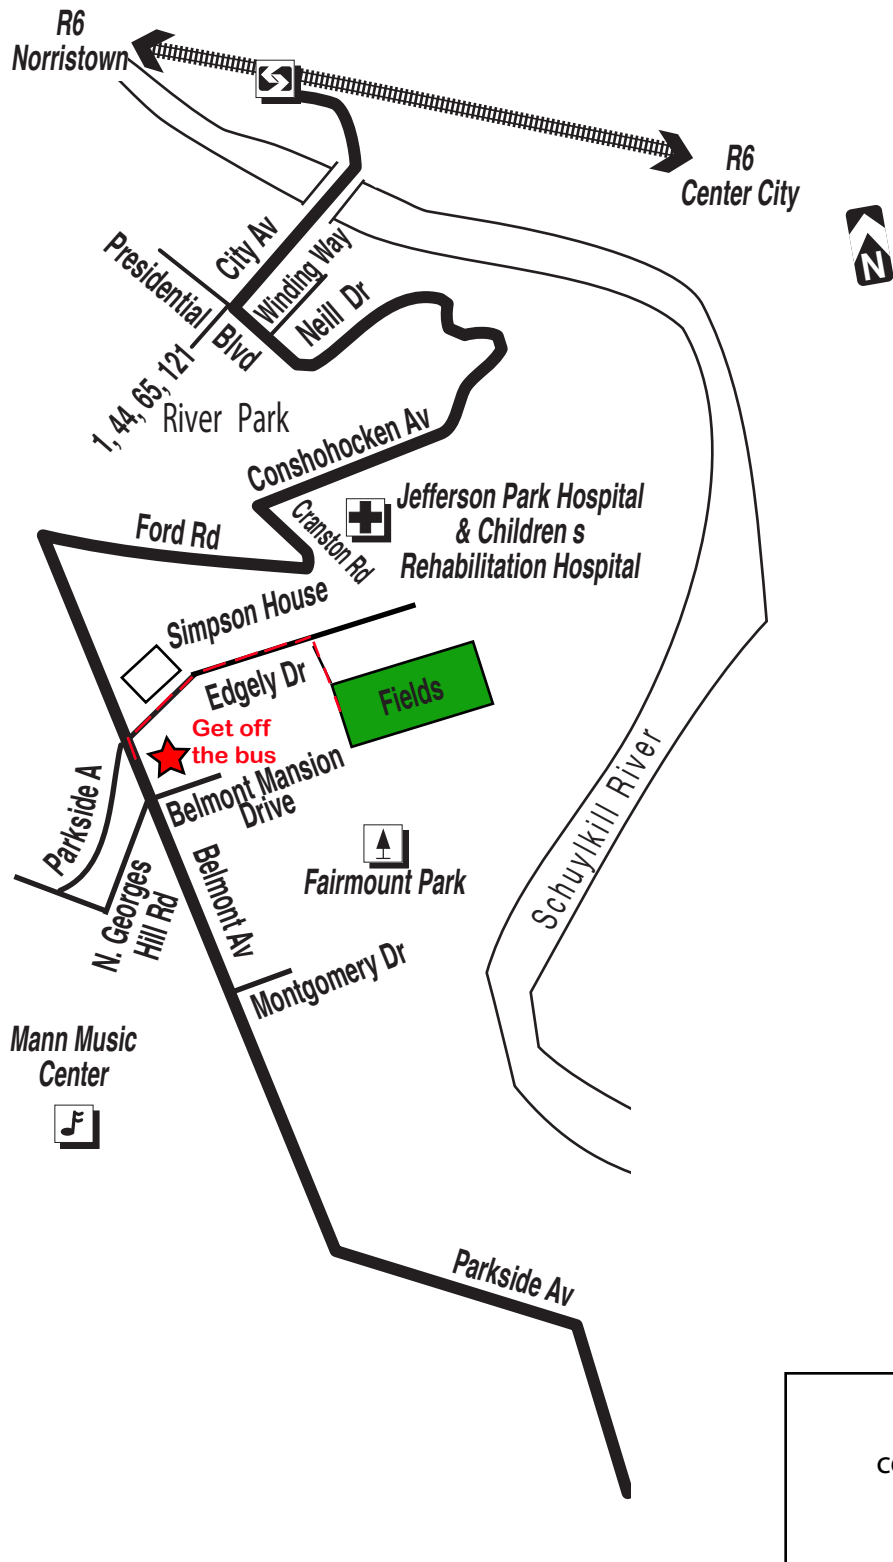 R6
Norristown
R6
Center City
N
City Av
Presidential
Blvd
Winding Way
Neill Dr
1, 44, 65, 121
River Park
Conshohocken Av
Jefferson Park Hospital
& Children s
Rehabilitation Hospital
Cranston Rd
Ford Rd
Simpson House
Edgely Dr
Fields
Get off
the bus
Parkside A
Belmont Mansion
Drive
Schuylkill River
Fairmount Park
N. Georges
Hill Rd
Belmont Av
Montgomery Dr
Mann Music
Center
Parkside Av